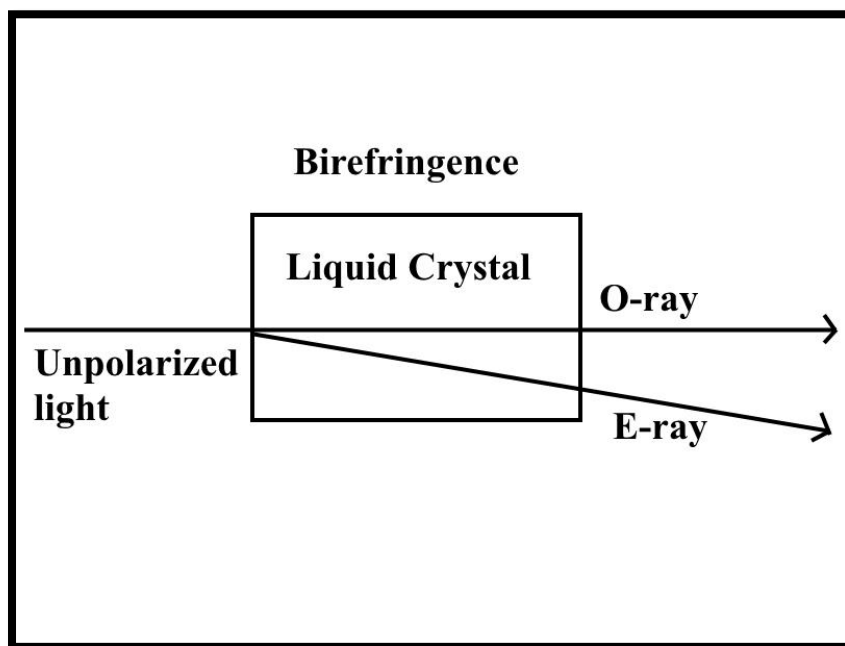 Birefringence
Liquid Crystal
O-ray
Unpolarized
light
E-ray